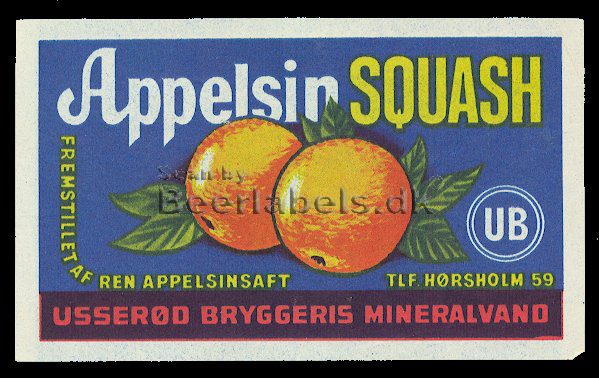 Appelsin SQUASH
FREMSTILLET AF
REN APPELSINSAFT
TLF. HØRSHOLM 59
UB
USSERØD BRYGGERIS MINERALVAND
Scan by
Beerlabels.dk